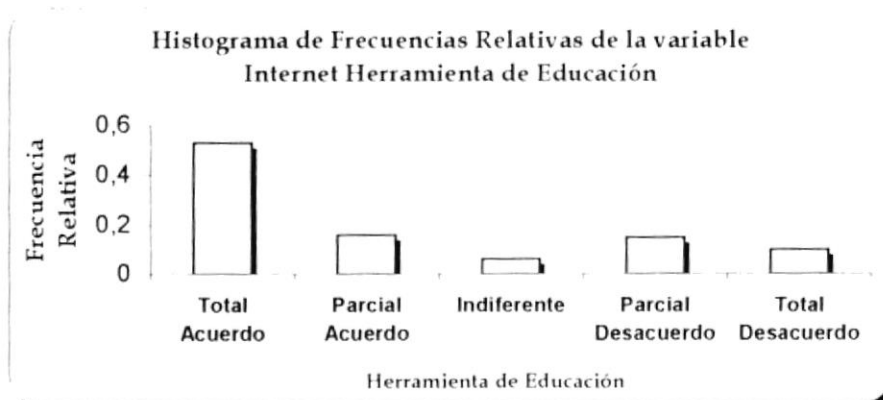 Histograma de Frecuencias Relativas de la variable
Internet Herramienta de Educación
Frecuencia
Relativa
0,6
0,4
0,2
0
Total
Acuerdo
Parcial
Acuerdo
Indiferente
Parcial
Desacuerdo
Total
Desacuerdo
Herramienta de Educación